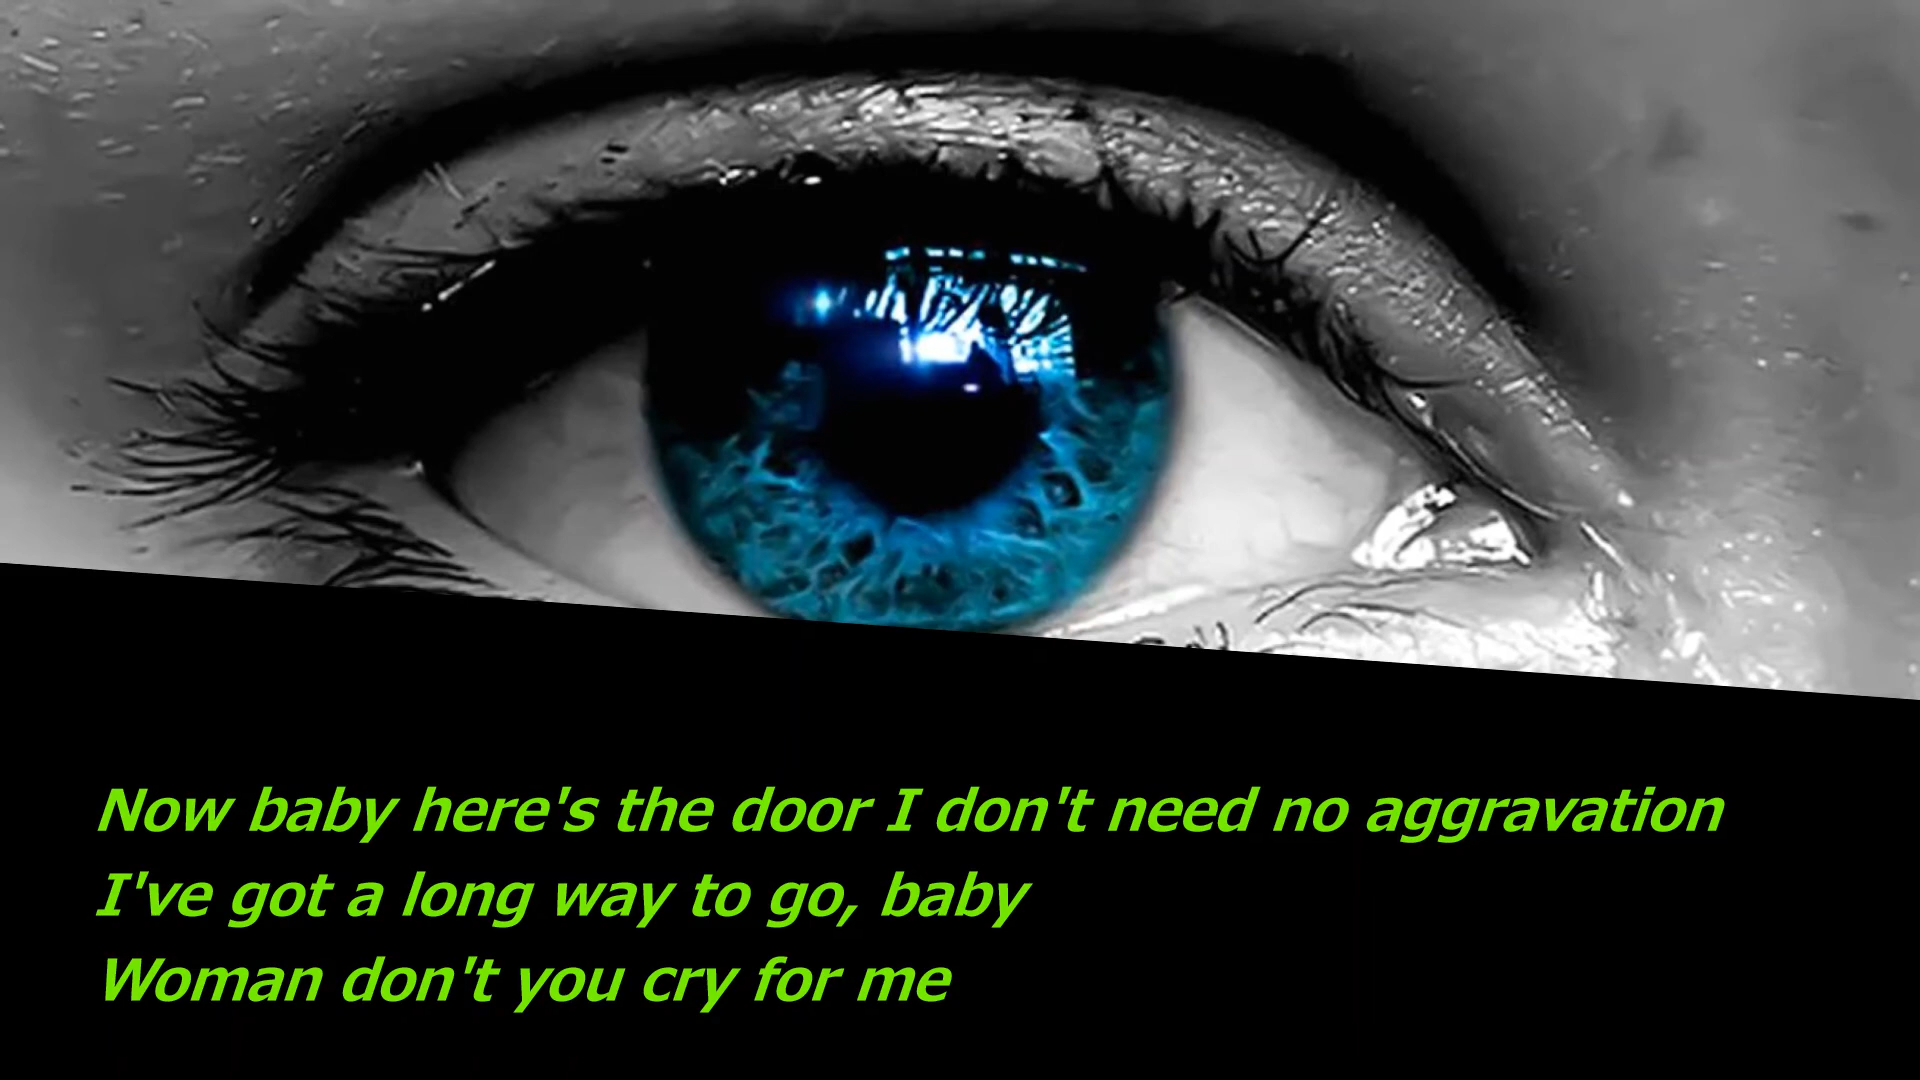 Now baby here's the door I don't need no aggravation
I've got a long way to go, baby
Woman don't you cry for me